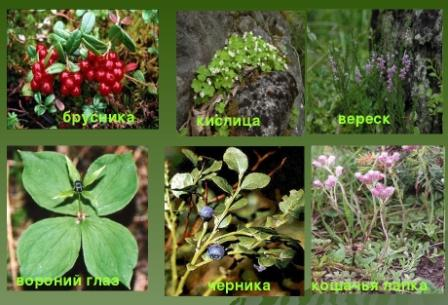 брусника
кислица
вереск
вороний глаз
черника
кошачья лапка